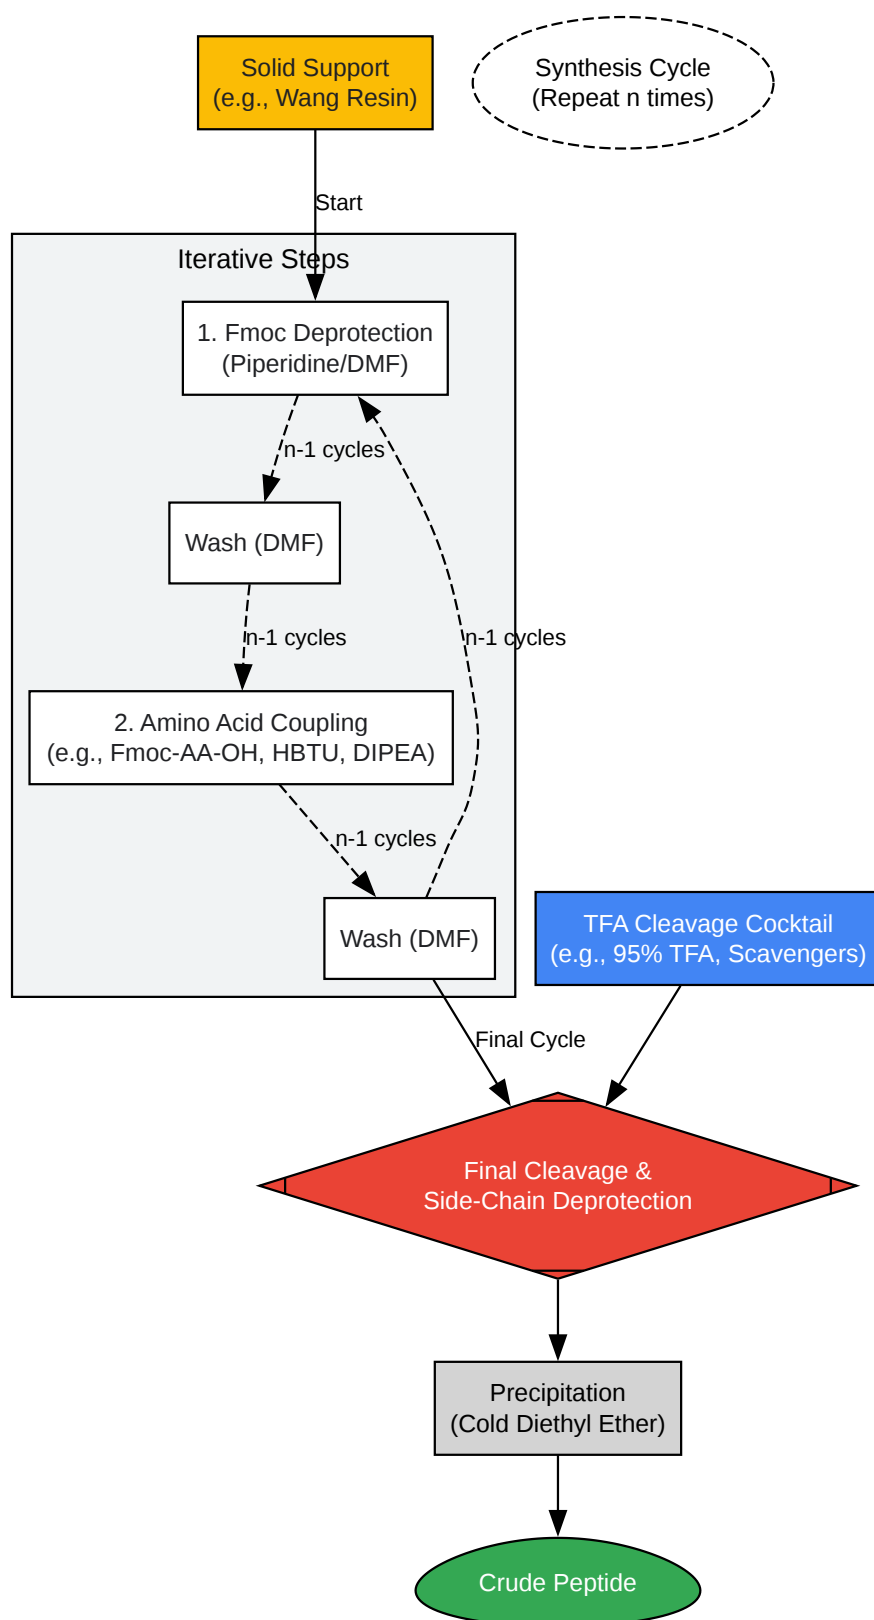 Solid Support
(e.g., Wang Resin)
Synthesis Cycle
(Repeat n times)
Start
Iterative Steps
1. Fmoc Deprotection
(Piperidine/DMF)
n-1 cycles
Wash (DMF)
n-1 cycles
n-1 cycles
2. Amino Acid Coupling
(e.g., Fmoc-AA-OH, HBTU, DIPEA)
n-1 cycles
Wash (DMF)
TFA Cleavage Cocktail
(e.g., 95% TFA, Scavengers)
Final Cycle
Final Cleavage &
Side-Chain Deprotection
Precipitation
(Cold Diethyl Ether)
Crude Peptide